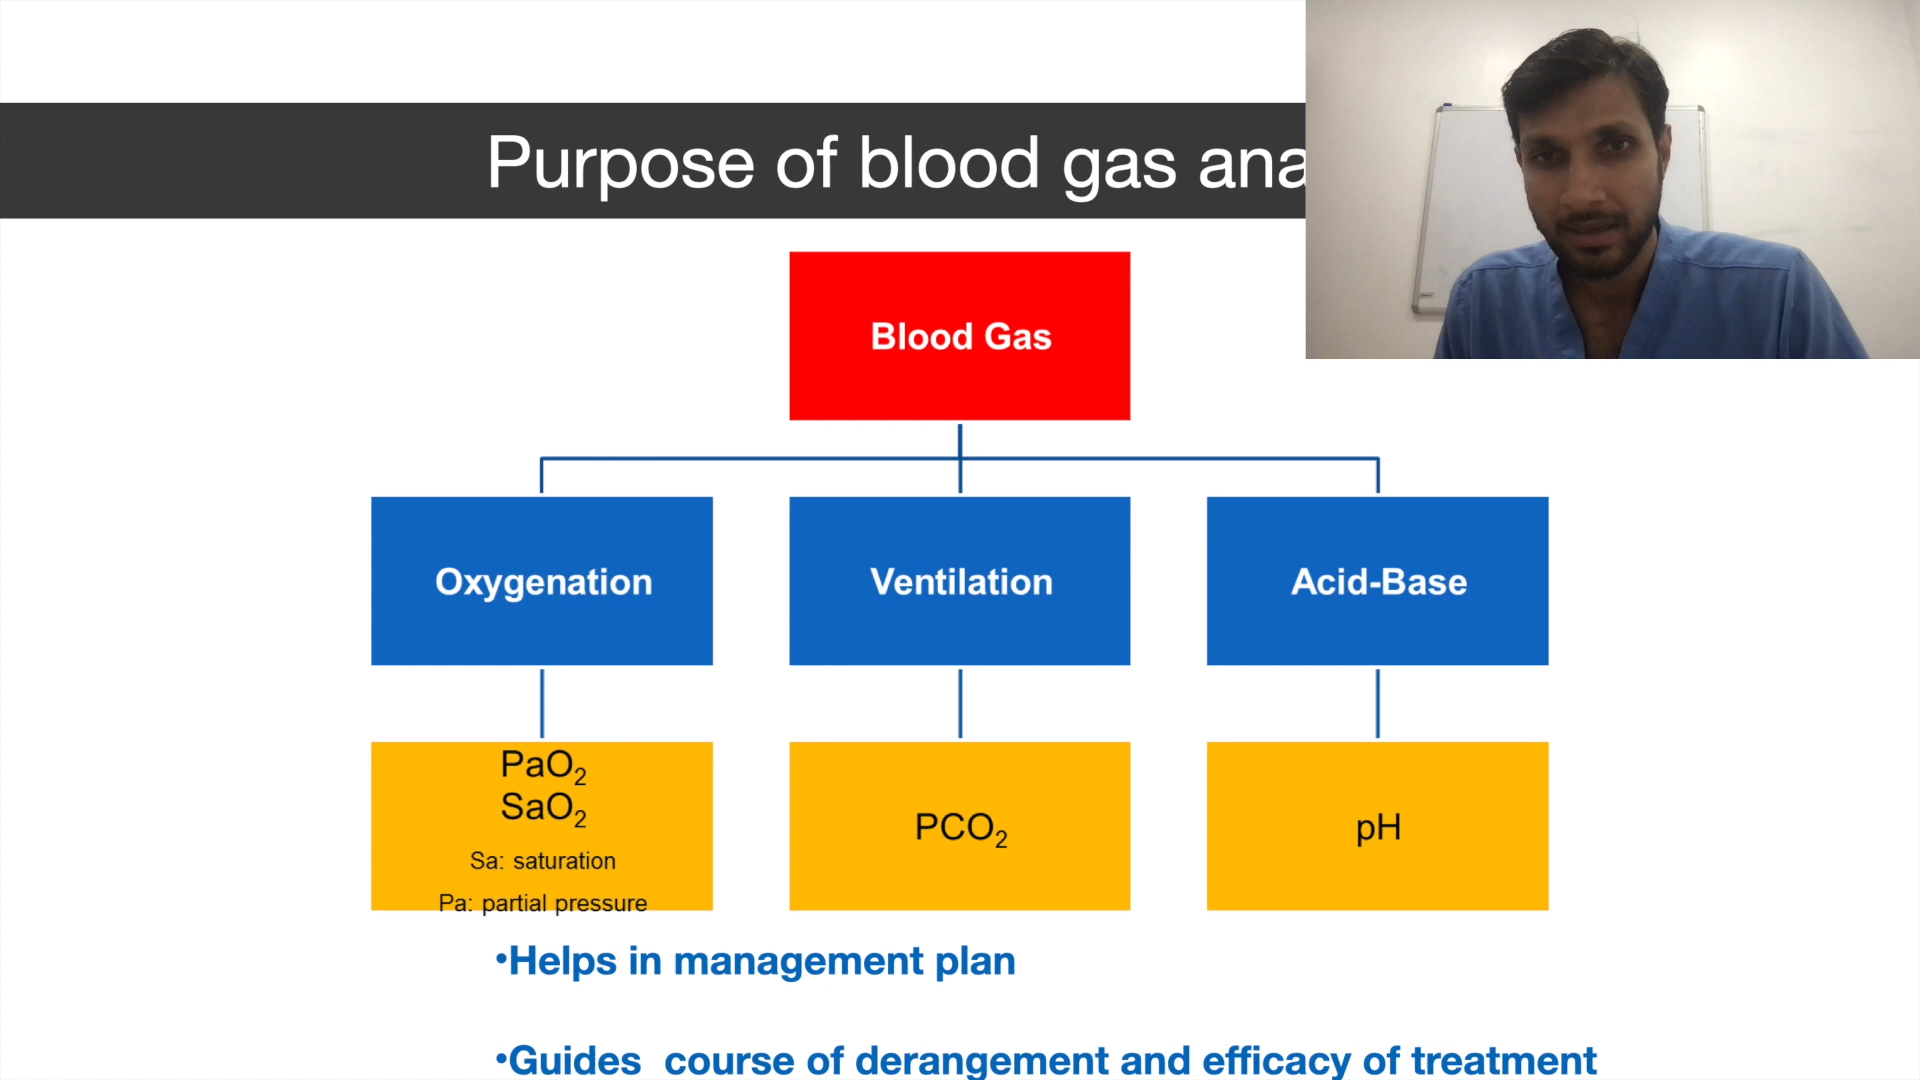 Purpose of blood gas ana
Blood Gas
Oxygenation
Ventilation
Acid-Base
PaO₂
SaO₂
Sa: saturation
Pa: partial pressure
PCO₂
pH
•Helps in management plan
•Guides  course of derangement and efficacy of treatment